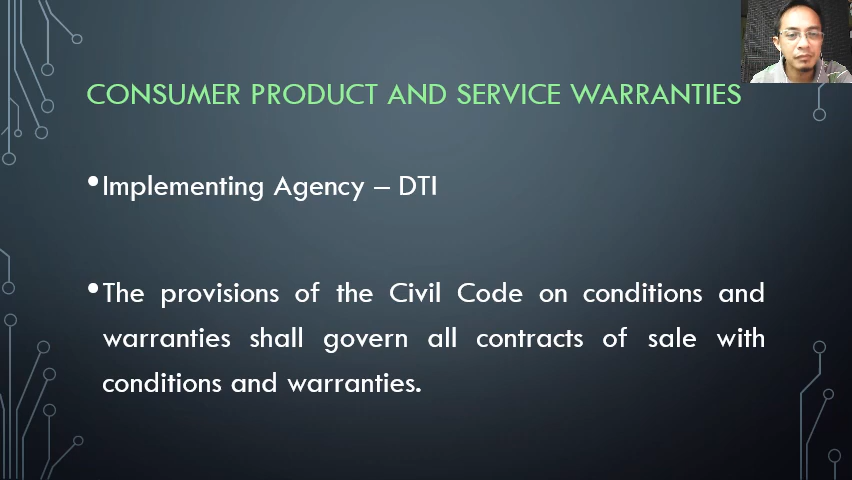 CONSUMER PRODUCT AND SERVICE WARRANTIES
•Implementing Agency – DTI
•The provisions of the Civil Code on conditions and
warranties shall govern all contracts of sale with
conditions and warranties.